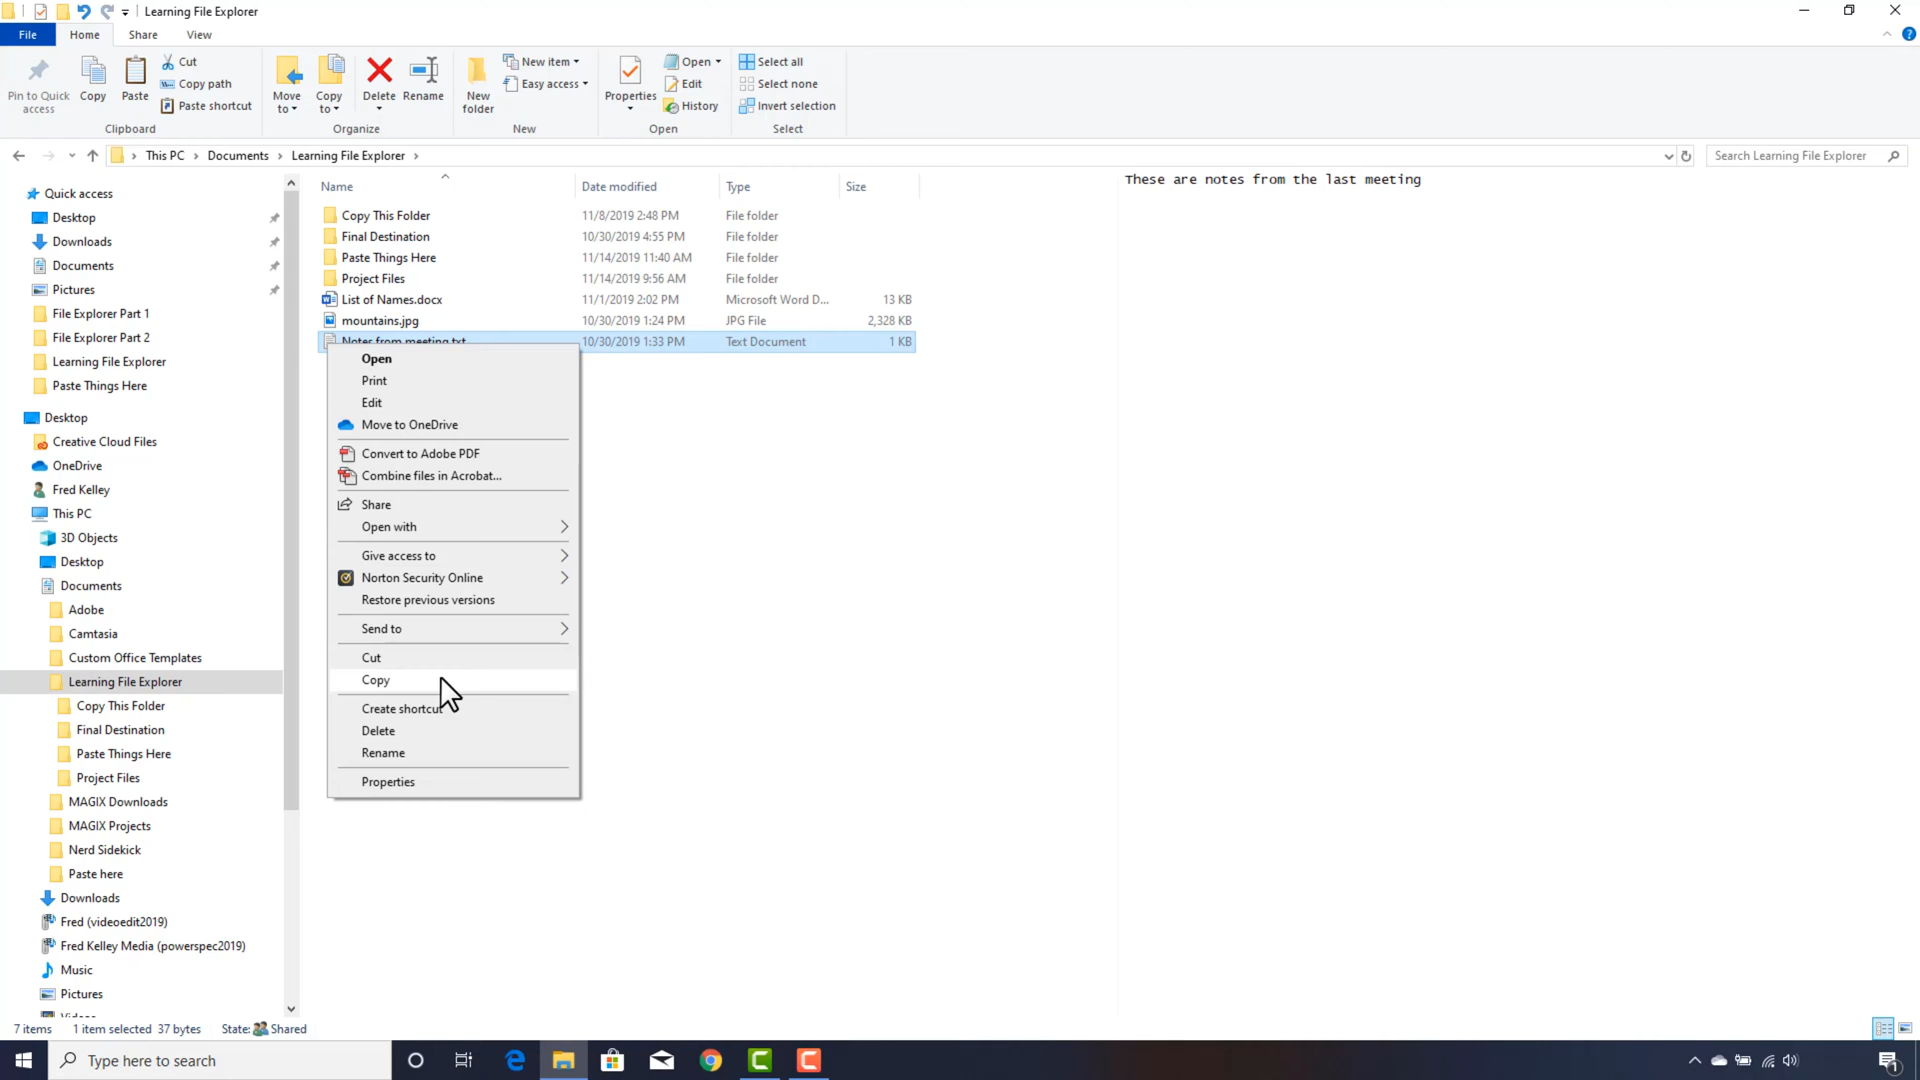 Learning File Explorer
File Home Share View
Pin to Quick access
Copy
Paste
Cut
Copy path
Paste shortcut
Clipboard
Move to
Copy to
Delete
Rename
Organize
New folder
New item
Easy access
New
Properties
Open
Edit
History
Open
Select all
Select none
Invert selection
Select
This PC > Documents > Learning File Explorer >
Search Learning File Explorer
Quick access
Desktop
Downloads
Documents
Pictures
File Explorer Part 1
File Explorer Part 2
Learning File Explorer
Paste Things Here
Desktop
Creative Cloud Files
OneDrive
Fred Kelley
This PC
3D Objects
Desktop
Documents
Adobe
Camtasia
Custom Office Templates
Learning File Explorer
Copy This Folder
Final Destination
Paste Things Here
Project Files
MAGIX Downloads
MAGIX Projects
Nerd Sidekick
Paste here
Downloads
Fred (videoedit2019)
Fred Kelley Media (powerspec2019)
Music
Pictures
Name Date modified Type Size
Copy This Folder 11/8/2019 2:48 PM File folder
Final Destination 10/30/2019 4:55 PM File folder
Paste Things Here 11/14/2019 11:40 AM File folder
Project Files 11/14/2019 9:56 AM File folder
List of Names.docx 11/1/2019 2:02 PM Microsoft Word D... 13 KB
mountains.jpg 10/30/2019 1:24 PM JPG File 2,328 KB
Notes from meeting.txt 10/30/2019 1:33 PM Text Document 1 KB
Open
Print
Edit
Move to OneDrive
Convert to Adobe PDF
Combine files in Acrobat...
Share
Open with
Give access to
Norton Security Online
Restore previous versions
Send to
Cut
Copy
Create shortcut
Delete
Rename
Properties
These are notes from the last meeting
7 items 1 item selected 37 bytes State: Shared
Type here to search
1